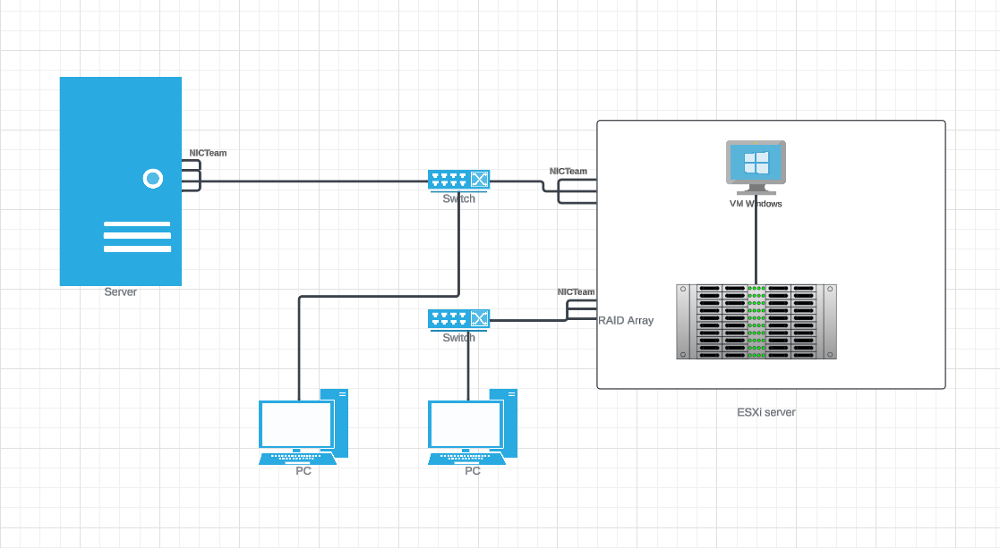 NICTeam
NICTeam
Switch
VM Windows
Server
NICTeam
RAID Array
Switch
ESXi server
PC
PC